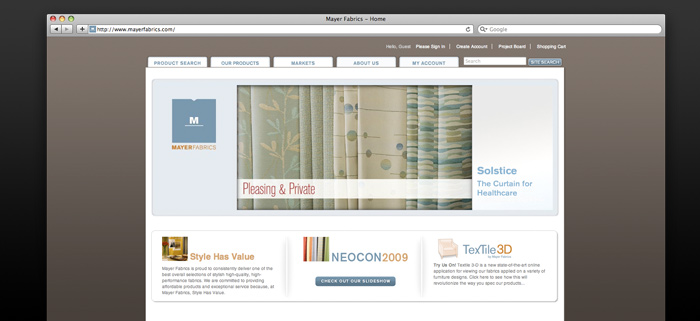 Mayer Fabrics – Home
http://www.mayerfabrics.com/
Google
Hello, Guest Please Sign In | Create Account | Project Board | Shopping Cart
PRODUCT SEARCH
OUR PRODUCTS
MARKETS
ABOUT US
MY ACCOUNT
Search
SITE SEARCH
M
MAYERFABRICS
Pleasing & Private
Solstice
The Curtain for
Healthcare
Style Has Value
Mayer Fabrics is proud to consistently deliver one of the
best overall selections of stylish high-quality, high-
performance fabrics. We are committed to providing
affordable products and exceptional service because, at
Mayer Fabrics, Style Has Value.
NEOCON2009
CHECK OUT OUR SLIDESHOW
TexTile3D
by Mayer Fabrics
Try Us On! Textile 3-D is a new state-of-the-art online
application for viewing our fabrics applied on a variety of
furniture designs. Click here to see how this will
revolutionize the way you spec our products...